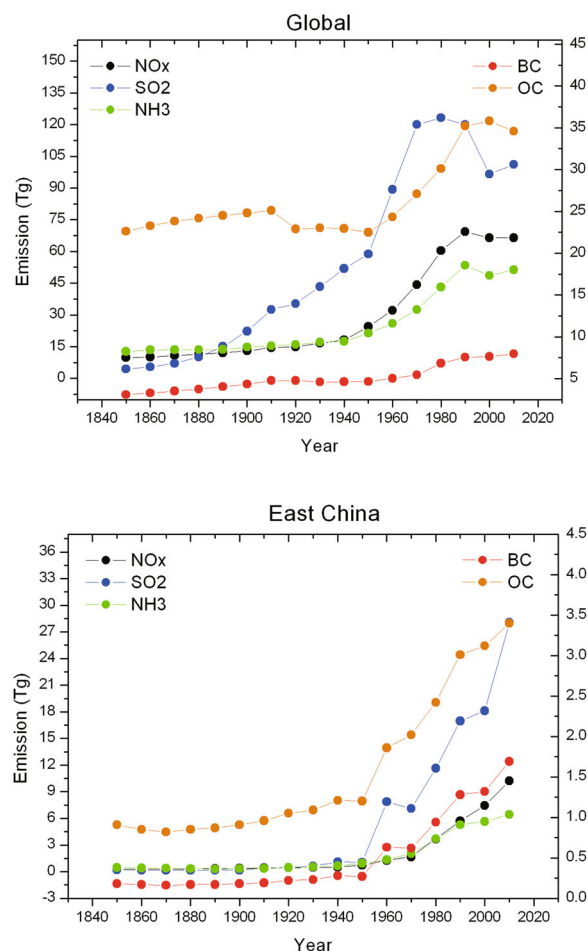 Global
NOx
SO2
NH3
BC
OC
Emission (Tg)
150
135
120
105
90
75
60
45
30
15
0
45
40
35
30
25
20
15
10
5
1840 1860 1880 1900 1920 1940 1960 1980 2000 2020
Year
East China
NOx
SO2
NH3
BC
OC
Emission (Tg)
36
33
30
27
24
21
18
15
12
9
6
3
0
-3
4.5
4.0
3.5
3.0
2.5
2.0
1.5
1.0
0.5
0.0
1840 1860 1880 1900 1920 1940 1960 1980 2000 2020
Year